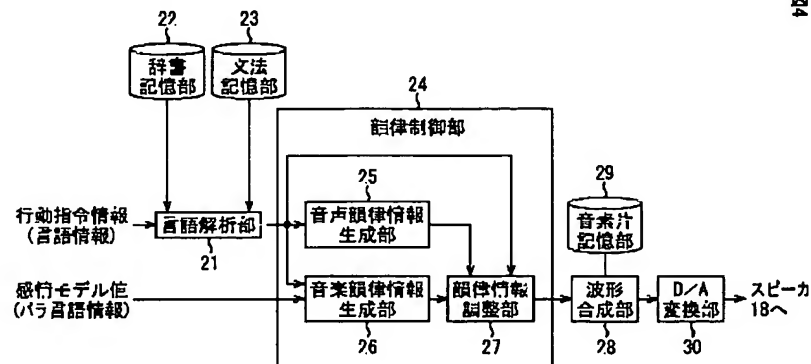 図4
22
23
辞書
記憶部
文法
記憶部
24
韻律制御部
25
29
行動指令情報
(言語情報)
言語解析部
21
音声韻律情報
生成部
音素片
記憶部
感情モデル値
(パラ言語情報)
音楽韻律情報
生成部
26
韻律情報
調整部
27
波形
合成部
28
D/A
変換部
30
スピーカ
18へ